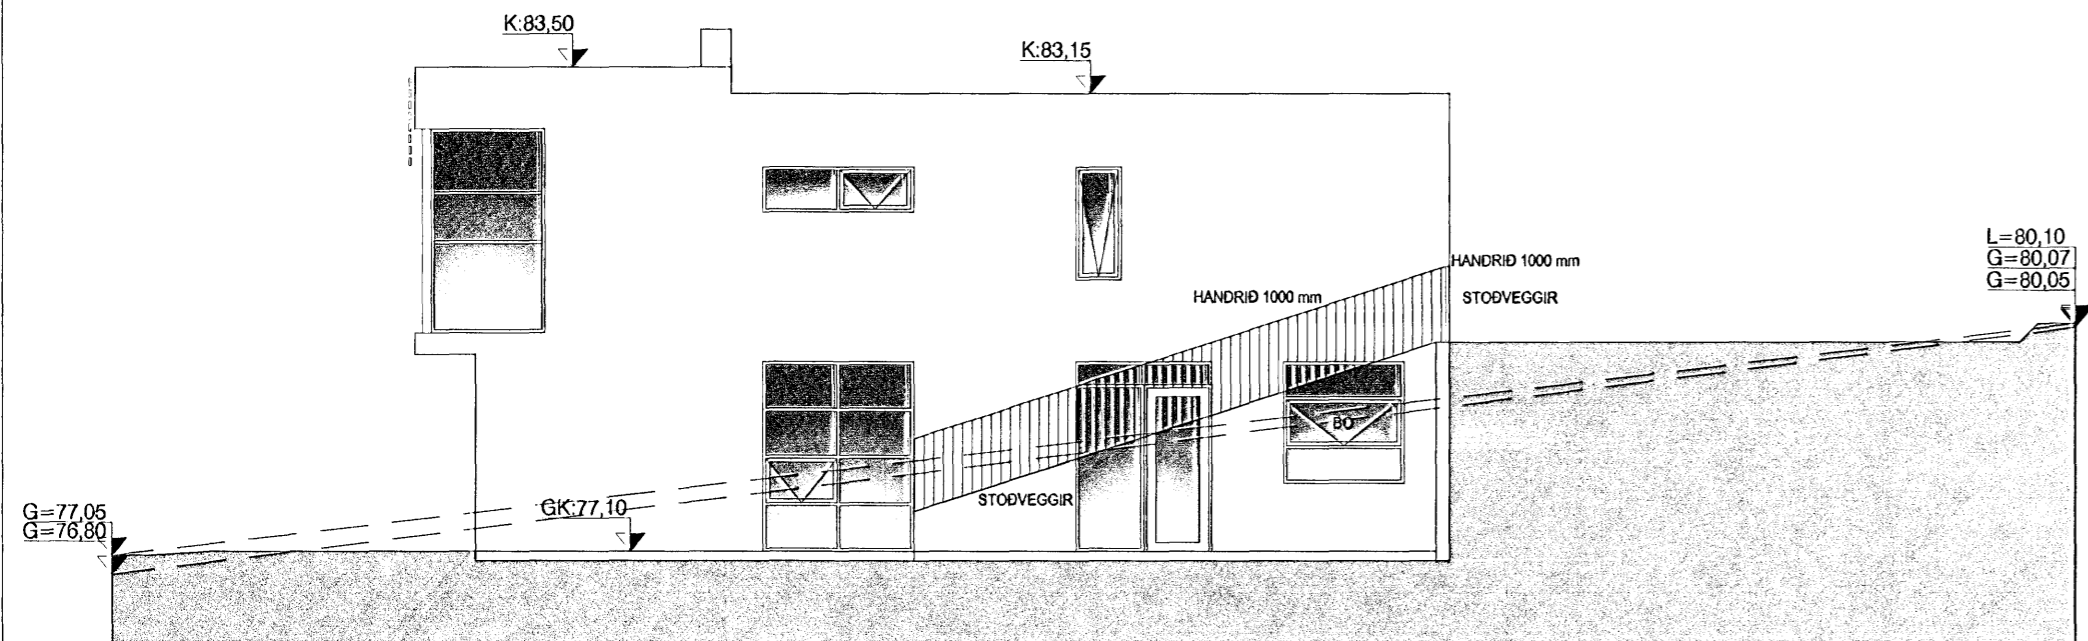 K:83,50
K:83,15
L=80,10
G=80,07
G=80,05
HANDRIÐ 1000 mm
HANDRIÐ 1000 mm
STOÐVEGGIR
BO
STOÐVEGGIR
GK:77,10
G=77,05
G=76,80